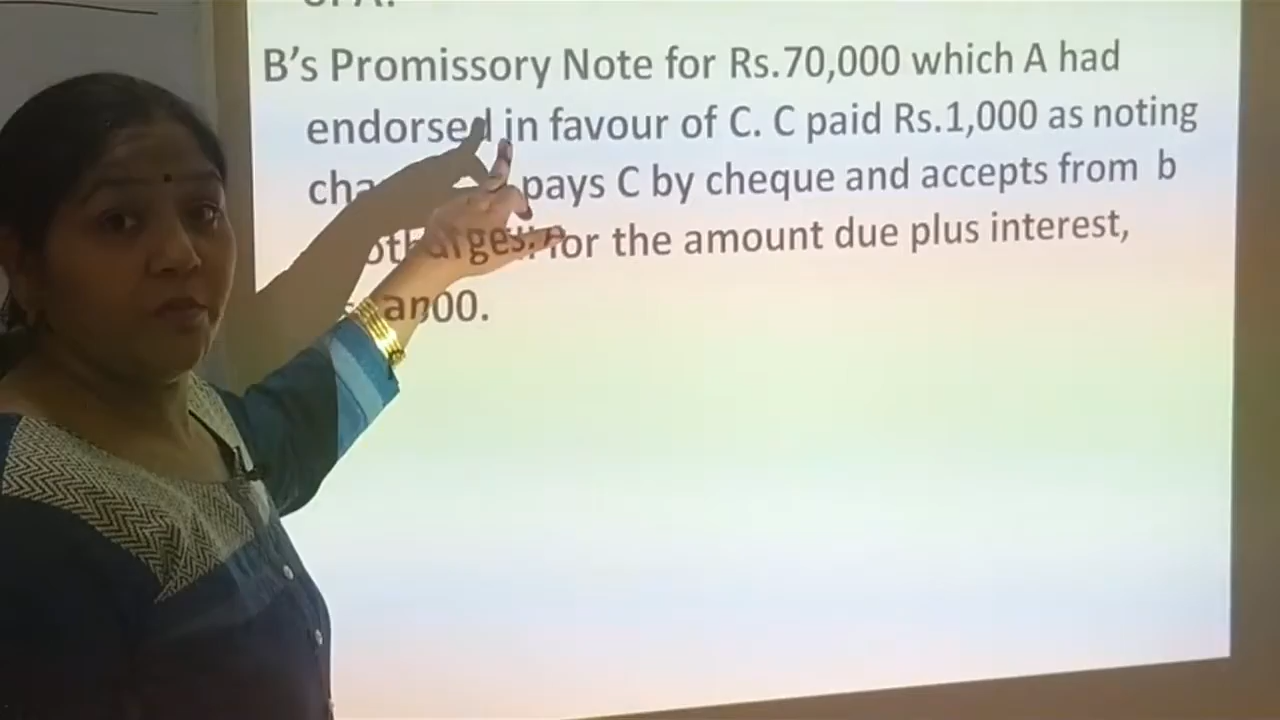 B's Promissory Note for Rs.70,000 which A had
endorsed in favour of C. C paid Rs.1,000 as noting
pays C by cheque and accepts from b
for the amount due plus interest,